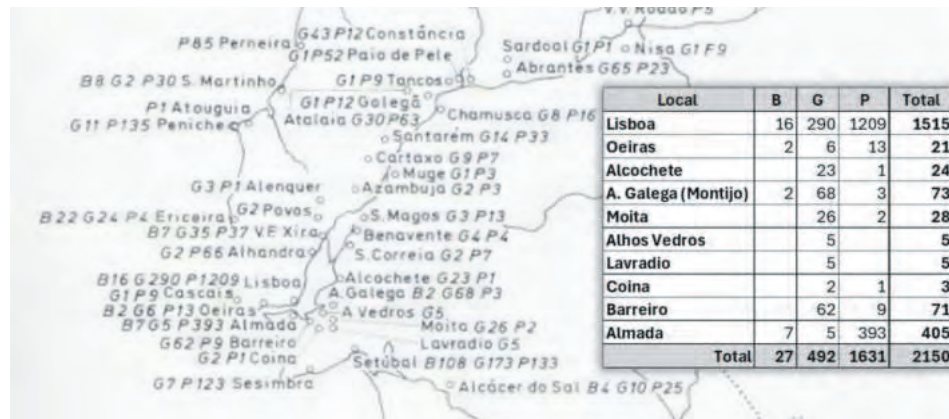 V.V. Rodão P5
G43 P12 Constância
P85 Perneira
G1 P52 Paio de Pele
Sardoal G1 P1
Nisa G1 F9
Abrantes G65 P23
B8 G2 P30 S. Martinho
G1 P9 Tancos
G1 P12 Golegã
P1 Atouguia
Atalaia G30 P63
Chamusca G8 P16
G11 P135 Peniche
Santarém G14 P33
Cartaxo G9 P7
Muge G1 P3
G3 P1 Alenquer
Azambuja G2 P3
G2 Povos
S. Magos G3 P13
B22 G24 P4 Ericeira
B7 G35 P37 V.F. Xira
Benavente G4 P4
G2 P66 Alhandra
S. Correia G2 P7
B16 G290 P1209 Lisboa
Alcochete G23 P1
G1 P9 Cascais
A. Galega B2 G68 P3
B2 G6 P13 Oeiras
A Vedros G5
B7 G5 P393 Almada
Moita G26 P2
G62 P9 Barreiro
Lavradio G5
G2 P1 Coina
Setúbal B108 G173 P133
G7 P123 Sesimbra
Alcácer do Sal B4 G10 P25
Local B G P Total
Lisboa 16 290 1209 1515
Oeiras 2 6 13 21
Alcochete 23 1 24
A. Galega (Montijo) 2 68 3 73
Moita 26 2 28
Alhos Vedros 5 5
Lavradio 5 5
Coina 2 1 3
Barreiro 62 9 71
Almada 7 5 393 405
Total 27 492 1631 2150